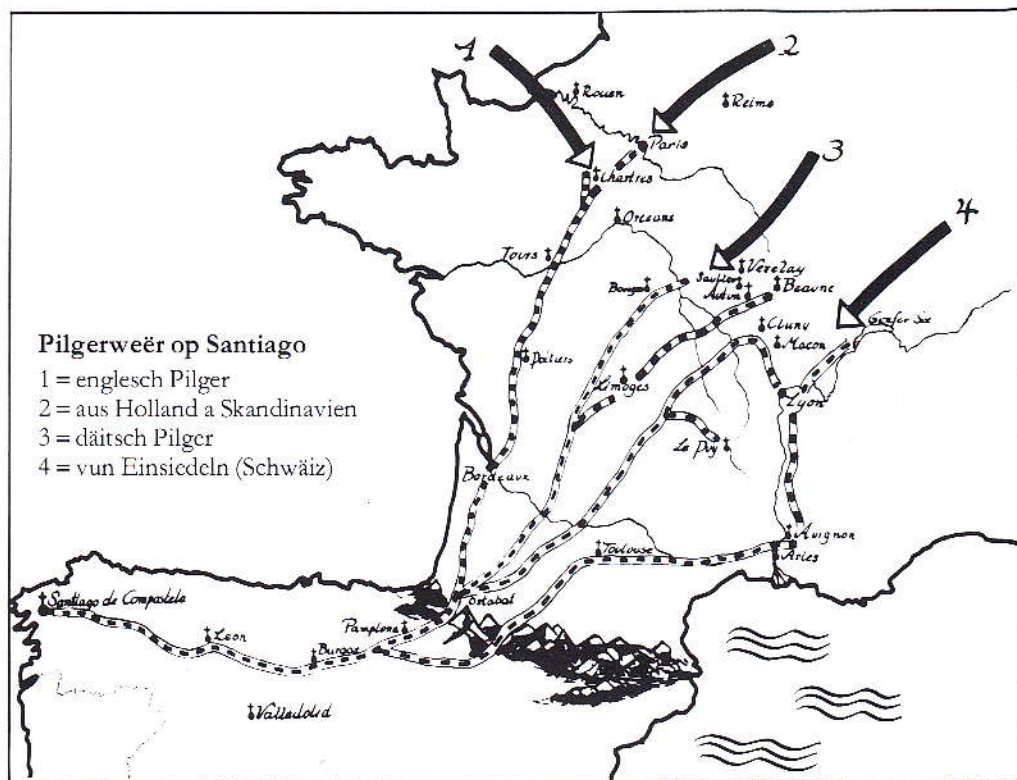 1
2
Rouen
Reims
Paris
3
Chartres
Orleans
4
Tours
Vezelay
Bourges
Autun
Beaune
Genfer See
Cluny
Macon
Pilgerweër op Santiago
1 = englesch Pilger
2 = aus Holland a Skandinavien
3 = däitsch Pilger
4 = vun Einsiedeln (Schwäiz)
Poitiers
Limoges
Lyon
Le Puy
Bordeaux
Avignon
Toulouse
Arles
Ostabat
Santiago de Compostela
Pamplona
Leon
Burgos
Valladolid